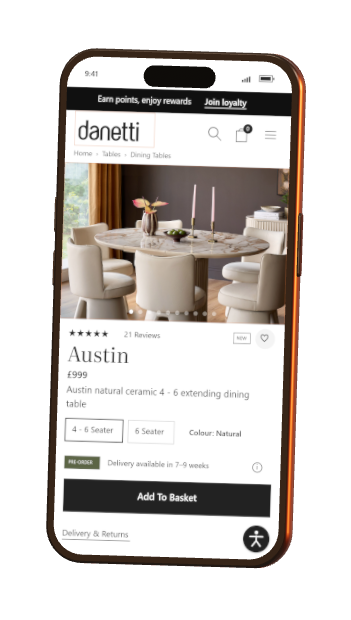 9:41
Earn points, enjoy rewards Join loyalty
danetti
0
Home - Tables - Dining Tables
★★★★★ 21 Reviews
NEW
Austin
£999
Austin natural ceramic 4 - 6 extending dining
table
4 - 6 Seater 6 Seater Colour: Natural
PRE-ORDER Delivery available in 7-9 weeks
Add To Basket
Delivery & Returns